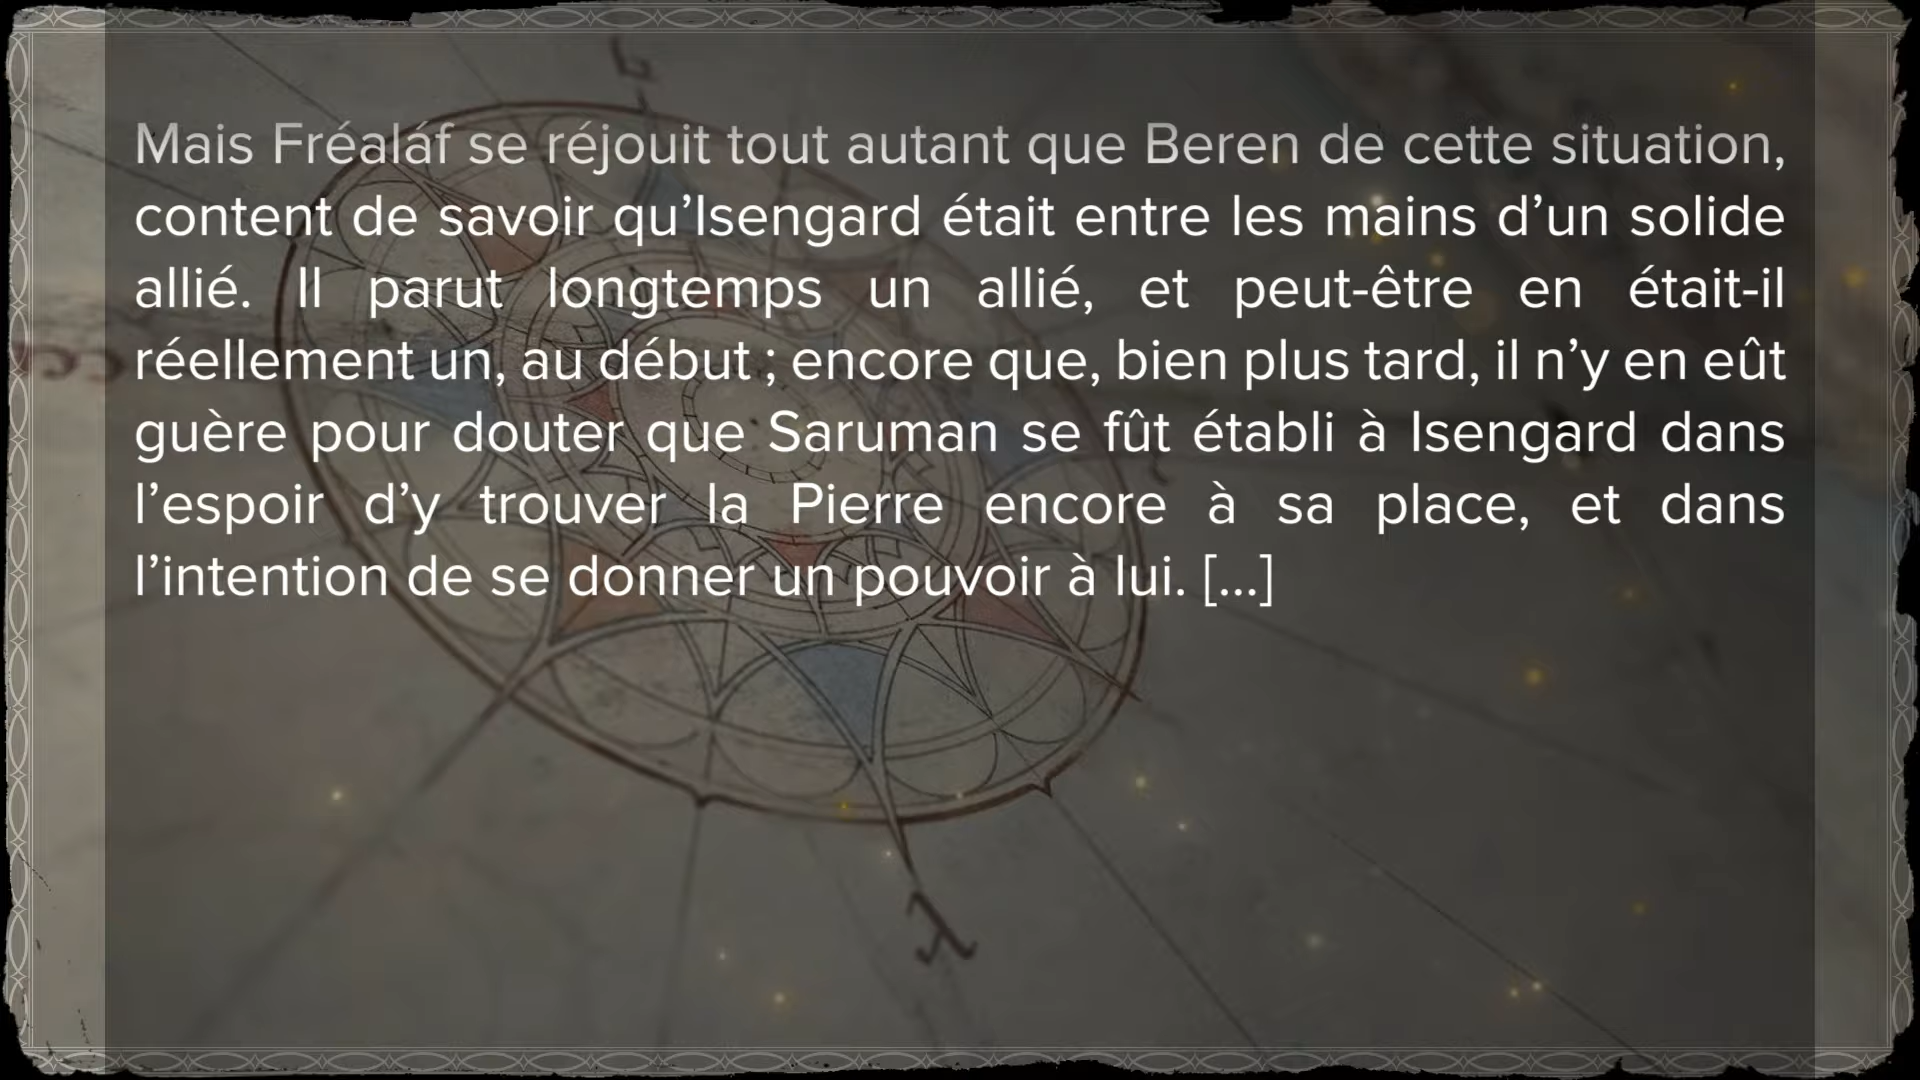 Mais Fréaláf se réjouit tout autant que Beren de cette situation,
content de savoir qu’Isengard était entre les mains d’un solide
allié. Il parut longtemps un allié, et peut-être en était-il
réellement un, au début ; encore que, bien plus tard, il n’y en eût
guère pour douter que Saruman se fût établi à Isengard dans
l’espoir d’y trouver la Pierre encore à sa place, et dans
l’intention de se donner un pouvoir à lui. [...]